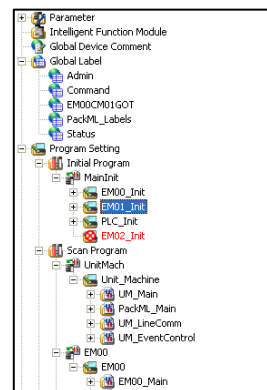 Parameter
Intelligent Function Module
Global Device Comment
Global Label
Admin
Command
EM00CM01GOT
PackML_Labels
Status
Program Setting
Initial Program
MainInit
EM00_Init
EM01_Init
PLC_Init
EM02_Init
Scan Program
UnitMach
Unit_Machine
UM_Main
PackML_Main
UM_LineComm
UM_EventControl
EM00
EM00
EM00_Main